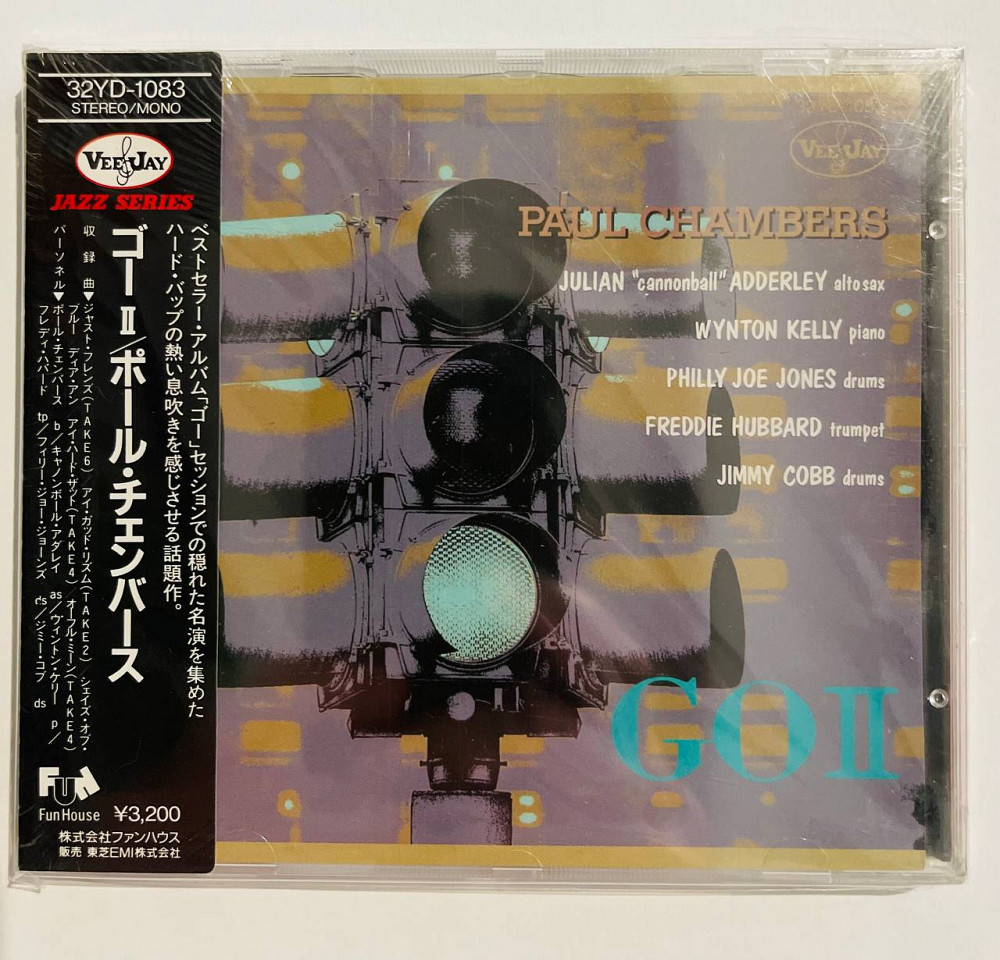 32YD-1083
STEREO/MONO
VEE JAY
JAZZ SERIES
ベストセラー・アルバム「ゴー」セッションでの穏れた名演を集めた
ハード・バップの熱い息吹きを感じさせる話題作。
ゴーII/ポール・チェンバース
収録曲▼ジャスト・フレンズ(TAKE6) アイ・ガッド・リズム(TAKE2) シェイズ・オブ・
ブルー ディア・アン アイ・ハード・ザット(TAKE4) オーフル・ミーン(TAKE4)
パーソネル▼ポール・チェンバース b/キャノンボール・アダレイ as/ウィントン・ケリー p/
フレディ・ハバード tp/フィリー・ジョー・ジョーンズ ds/ジミー・コブ ds
FUN
Fun House
¥3,200
株式会社ファンハウス
販売 東芝EMI株式会社
VEE JAY
PAUL CHAMBERS
JULIAN "cannonball" ADDERLEY alto sax
WYNTON KELLY piano
PHILLY JOE JONES drums
FREDDIE HUBBARD trumpet
JIMMY COBB drums
GO II